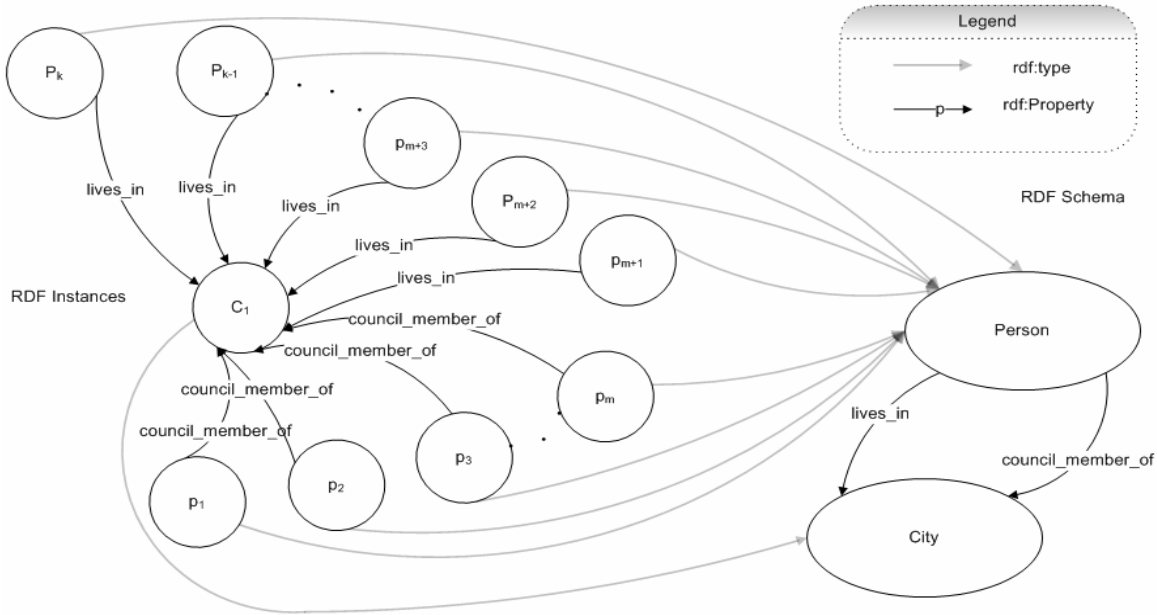 Legend
rdf:type
p
rdf:Property
RDF Schema
RDF Instances
Pₖ
Pₖ₋₁
pₘ₊₃
Pₘ₊₂
pₘ₊₁
lives_in
lives_in
lives_in
lives_in
lives_in
C₁
council_member_of
council_member_of
council_member_of
council_member_of
pₘ
p₃
p₂
p₁
Person
lives_in
council_member_of
City